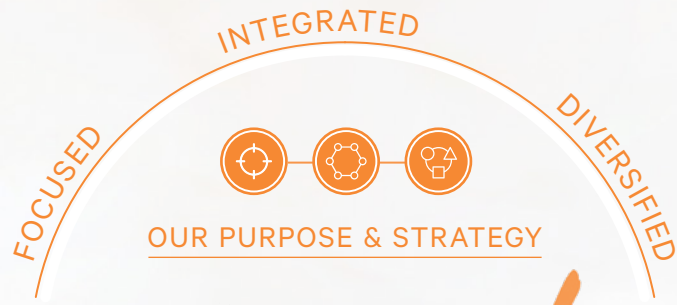 INTEGRATED
FOCUSED
DIVERSIFIED
OUR PURPOSE & STRATEGY